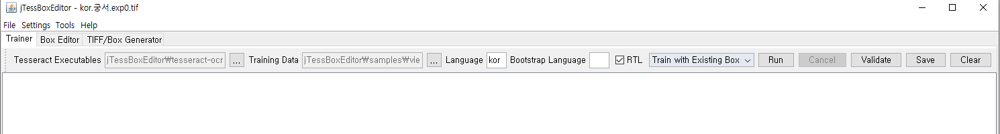 jTessBoxEditor - kor.궁서.exp0.tif
File Settings Tools Help
Trainer Box Editor TIFF/Box Generator
Tesseract Executables jTessBoxEditor₩tesseract-ocr ... Training Data jTessBoxEditor₩samples₩vie ... Language kor Bootstrap Language RTL Train with Existing Box Run Cancel Validate Save Clear